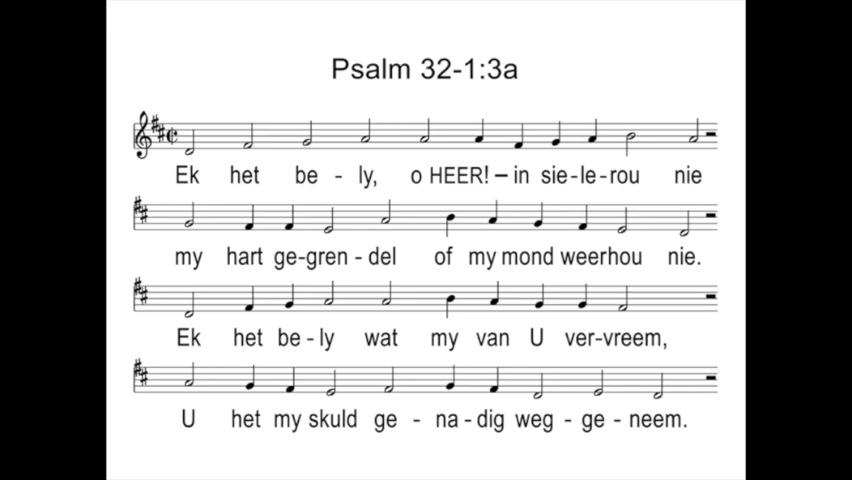 Psalm 32-1:3a
Ek het be - ly, o HEER! – in sie-le-rou nie
my hart ge-gren-del of my mond weerhou nie.
Ek het be-ly wat my van U ver-vreem,
U het my skuld ge - na-dig weg - ge - neem.